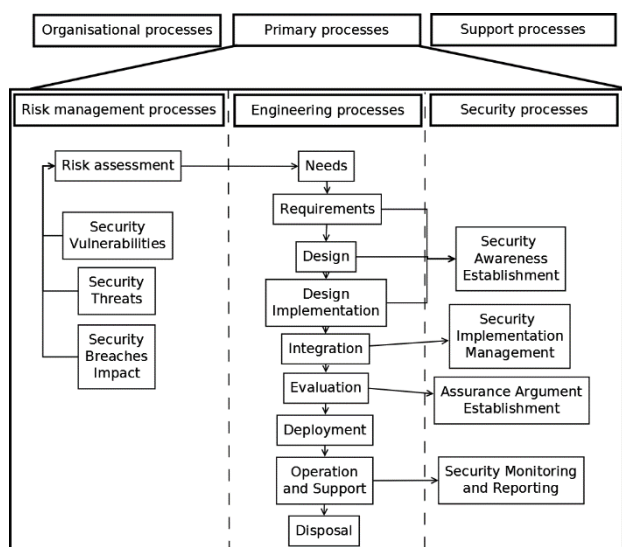 Organisational processes
Primary processes
Support processes
Risk management processes
Engineering processes
Security processes
Risk assessment
Security
Vulnerabilities
Security
Threats
Security
Breaches
Impact
Needs
Requirements
Design
Design
Implementation
Integration
Evaluation
Deployment
Operation
and Support
Disposal
Security
Awareness
Establishment
Security
Implementation
Management
Assurance Argument
Establishment
Security Monitoring
and Reporting